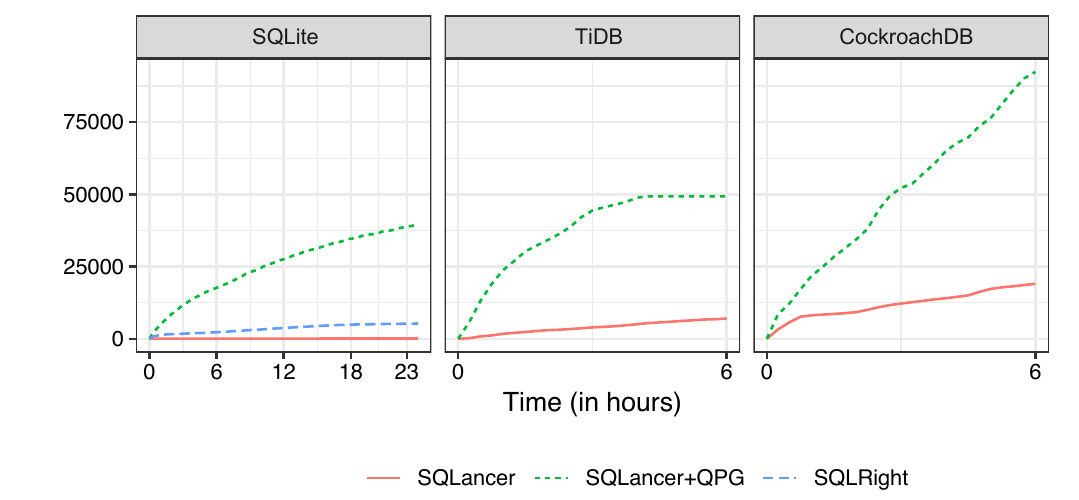 SQLite TiDB CockroachDB
75000
50000
25000
0
0 6 12 18 23 0 6 0 6
Time (in hours)
SQLancer SQLancer+QPG SQLRight